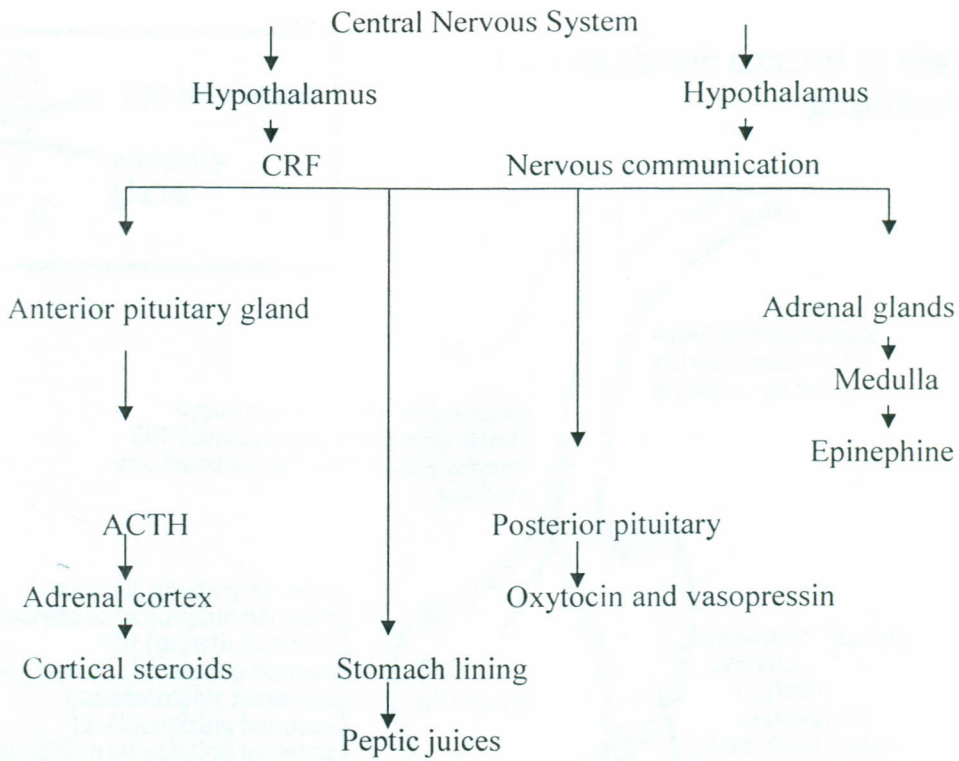 Central Nervous System
Hypothalamus
Hypothalamus
CRF
Nervous communication
Anterior pituitary gland
Adrenal glands
Medulla
Epinephine
ACTH
Posterior pituitary
Adrenal cortex
Oxytocin and vasopressin
Cortical steroids
Stomach lining
Peptic juices